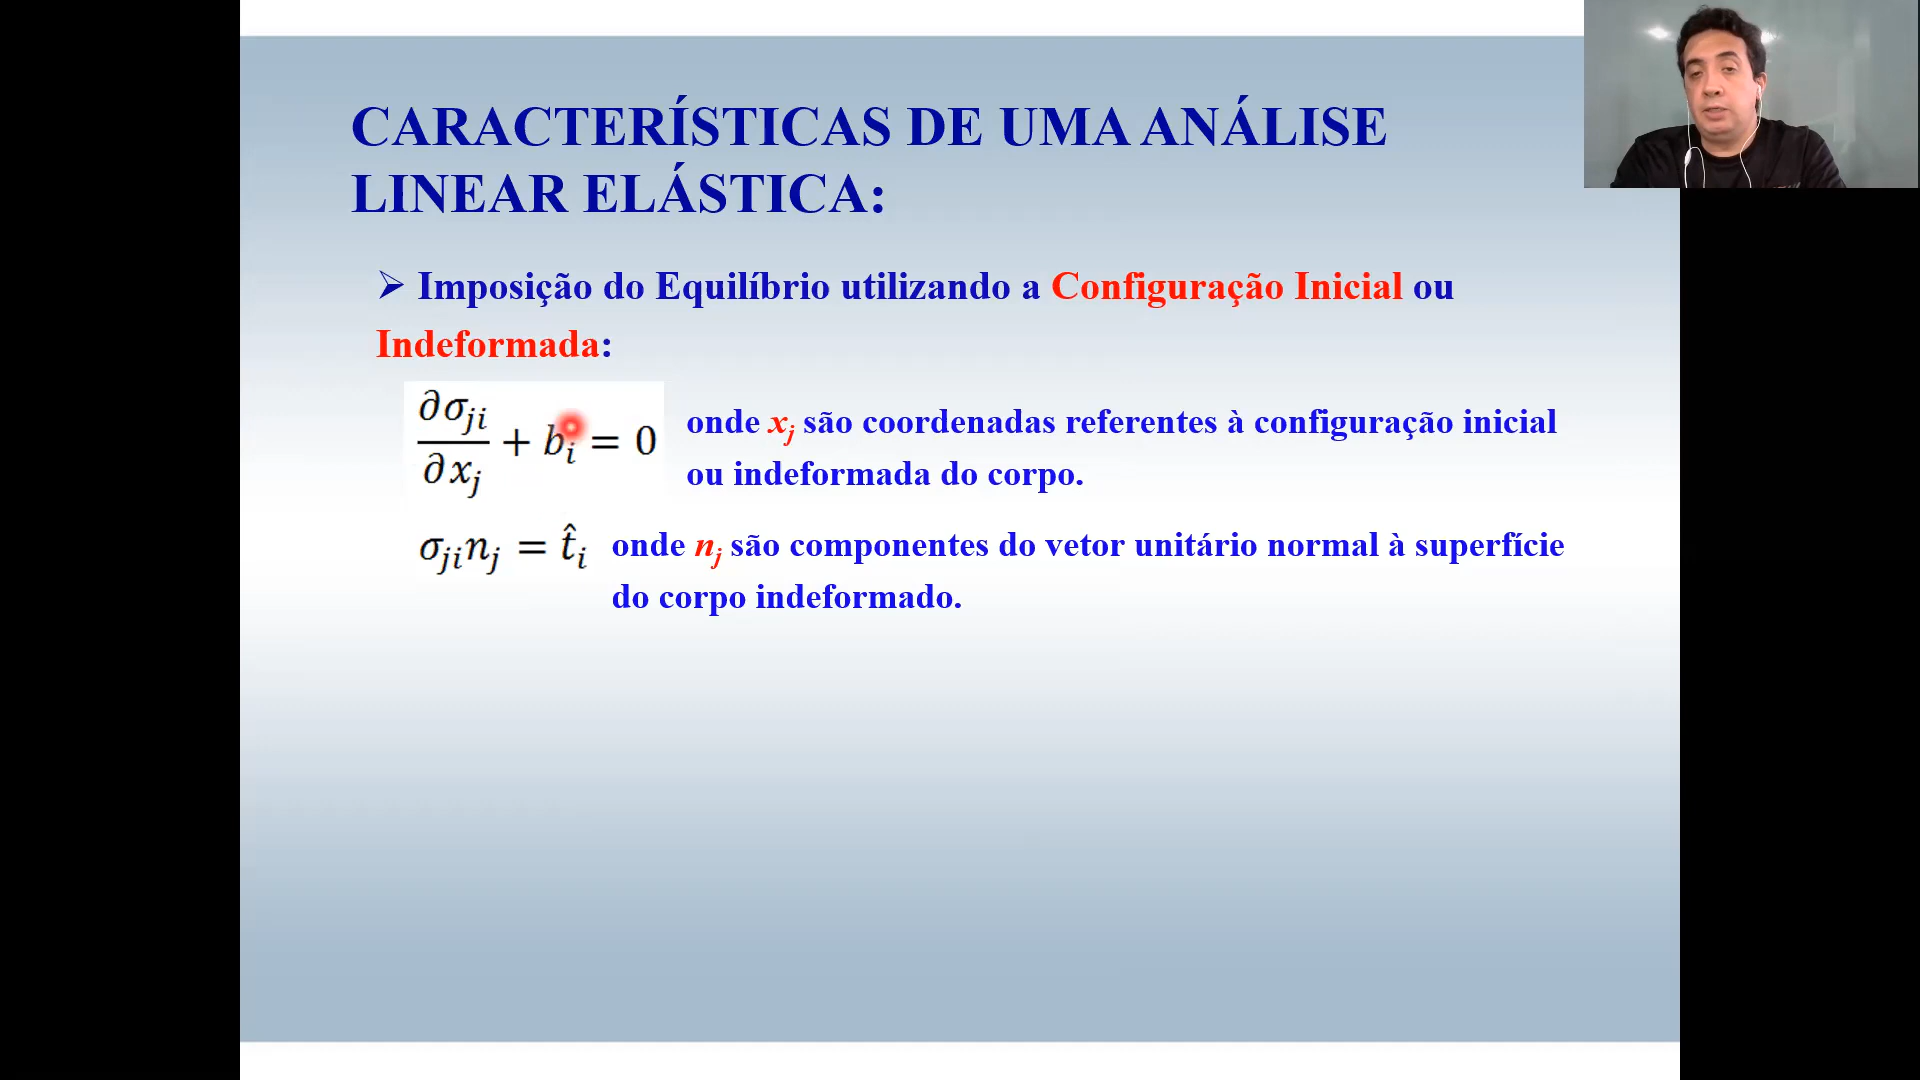 CARACTERÍSTICAS DE UMA ANÁLISE
LINEAR ELÁSTICA:
➢ Imposição do Equilíbrio utilizando a Configuração Inicial ou
Indeformada:
∂σji/∂xj + bi = 0
onde xj são coordenadas referentes à configuração inicial
ou indeformada do corpo.
σji nj = t̂i
onde nj são componentes do vetor unitário normal à superfície
do corpo indeformado.